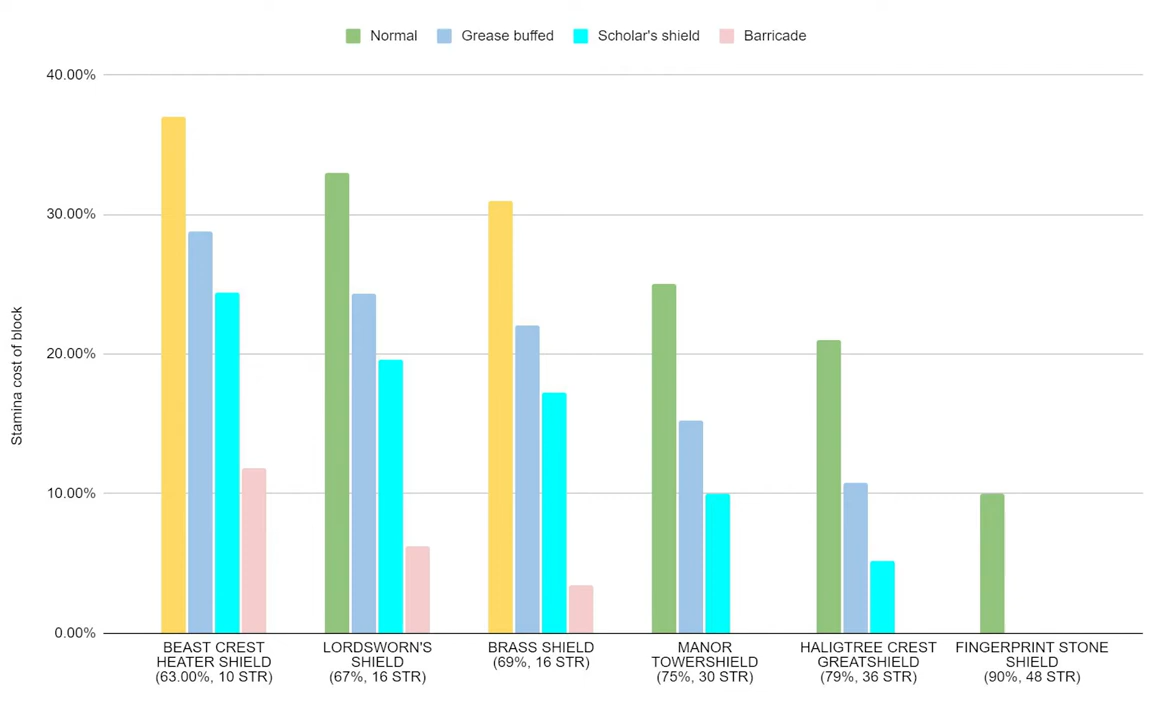 Normal Grease buffed Scholar's shield Barricade
40.00%
30.00%
20.00%
10.00%
0.00%
Stamina cost of block
BEAST CREST
HEATER SHIELD
(63.00%, 10 STR)
LORDSWORN'S
SHIELD
(67%, 16 STR)
BRASS SHIELD
(69%, 16 STR)
MANOR
TOWERSHIELD
(75%, 30 STR)
HALIGTREE CREST
GREATSHIELD
(79%, 36 STR)
FINGERPRINT STONE
SHIELD
(90%, 48 STR)